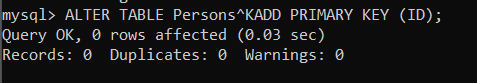 mysql> ALTER TABLE Persons^KADD PRIMARY KEY (ID);
Query OK, 0 rows affected (0.03 sec)
Records: 0  Duplicates: 0  Warnings: 0